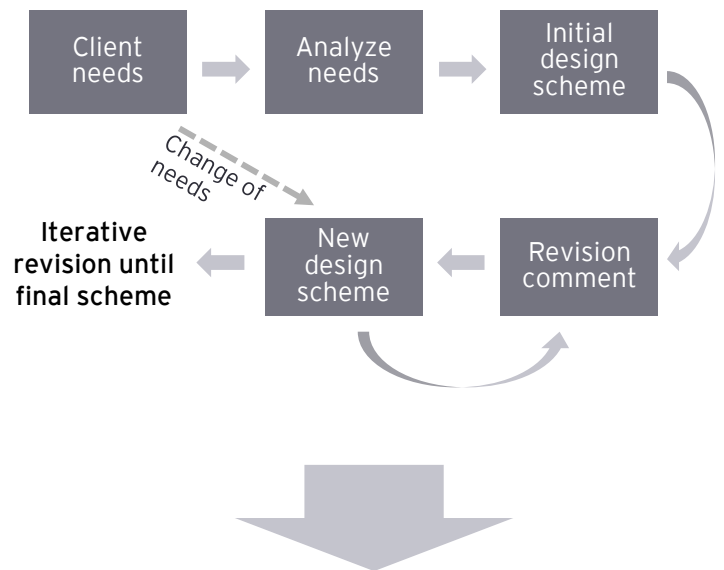 Client
needs
Analyze
needs
Initial
design
scheme
Change of
needs
Iterative
revision until
final scheme
New
design
scheme
Revision
comment